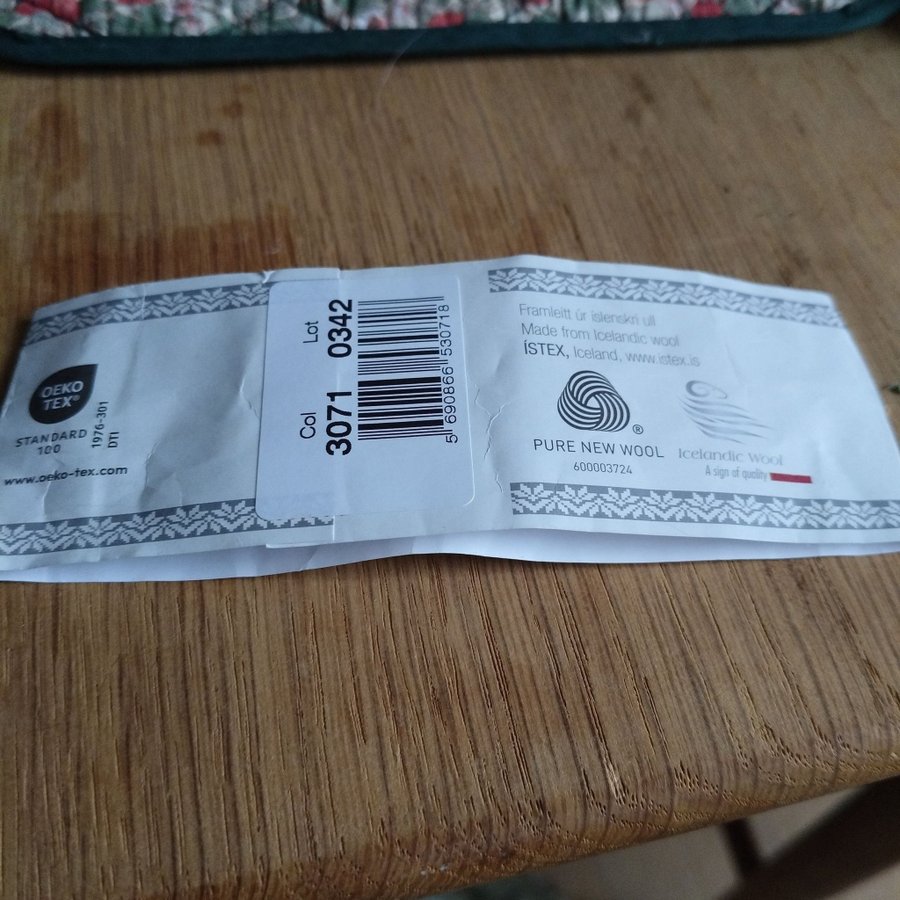 OEKO
TEX®
STANDARD
100
1976-301
DTI
www.oeko-tex.com
Col 3071
Lot 0342
5 690866 530718
Framleitt úr íslenskri ull
Made from Icelandic wool
ÍSTEX, Iceland, www.istex.is
®
PURE NEW WOOL
600003724
Icelandic Wool
A sign of quality